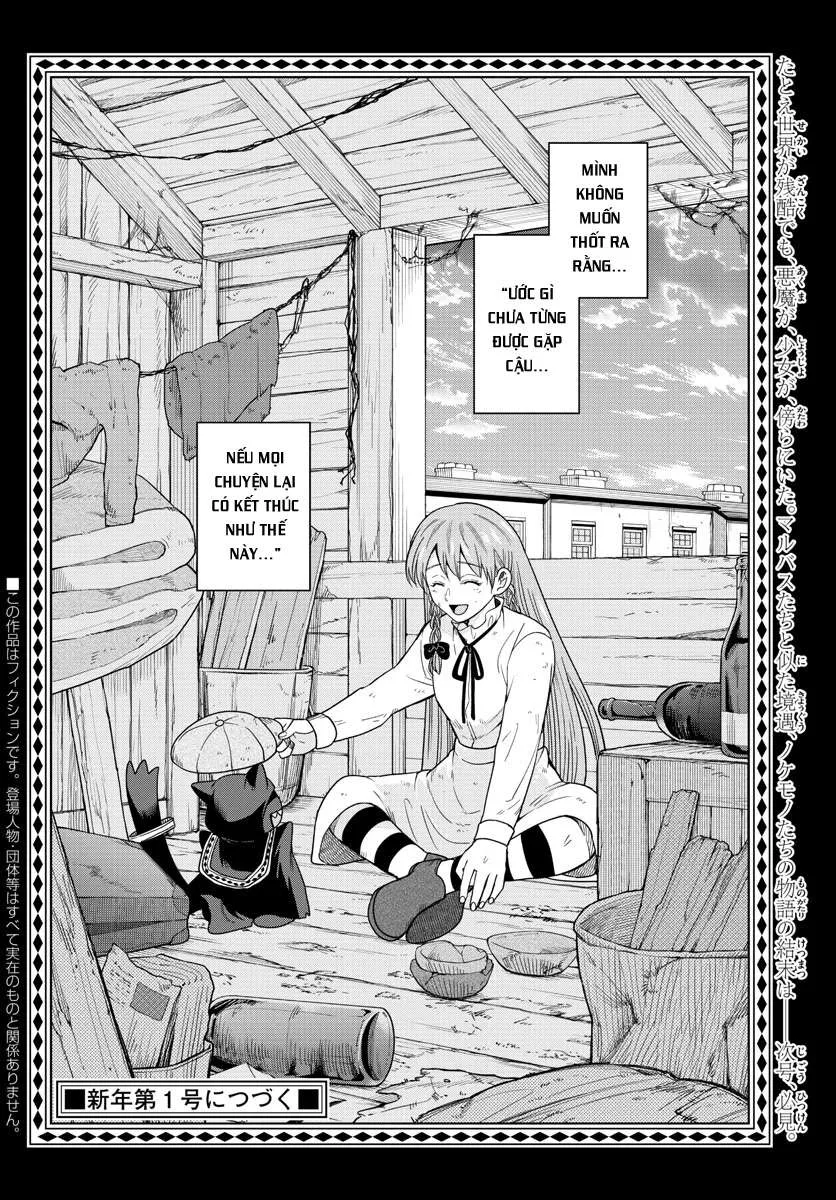 たとえ世界が残酷でも、悪魔が、少女が、傍らにいた。マルバスたちと似た境遇、ノケモノたちの物語の結末は――次号、必見。
MÌNH
KHÔNG
MUỐN
THỐT RA
RẰNG...
“ƯỚC GÌ
CHƯA TỪNG
ĐƯỢC GẶP
CẬU...
NẾU MỌI
CHUYỆN LẠI
CÓ KẾT THÚC
NHƯ THẾ
NÀY...”
■この作品はフィクションです。登場人物・団体等はすべて実在のものと関係ありません。
■新年第1号につづく■